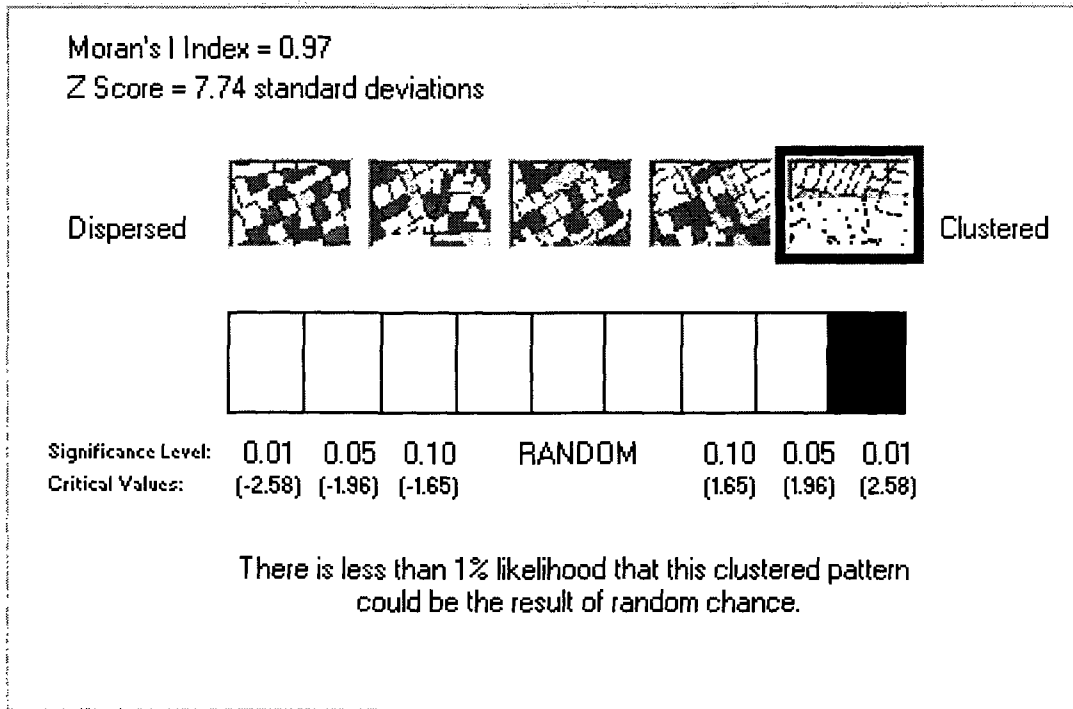 Moran's I Index = 0.97
Z Score = 7.74 standard deviations
Dispersed
Clustered
Significance Level: 0.01 0.05 0.10 RANDOM 0.10 0.05 0.01
Critical Values: (-2.58) (-1.96) (-1.65) (1.65) (1.96) (2.58)
There is less than 1% likelihood that this clustered pattern
could be the result of random chance.